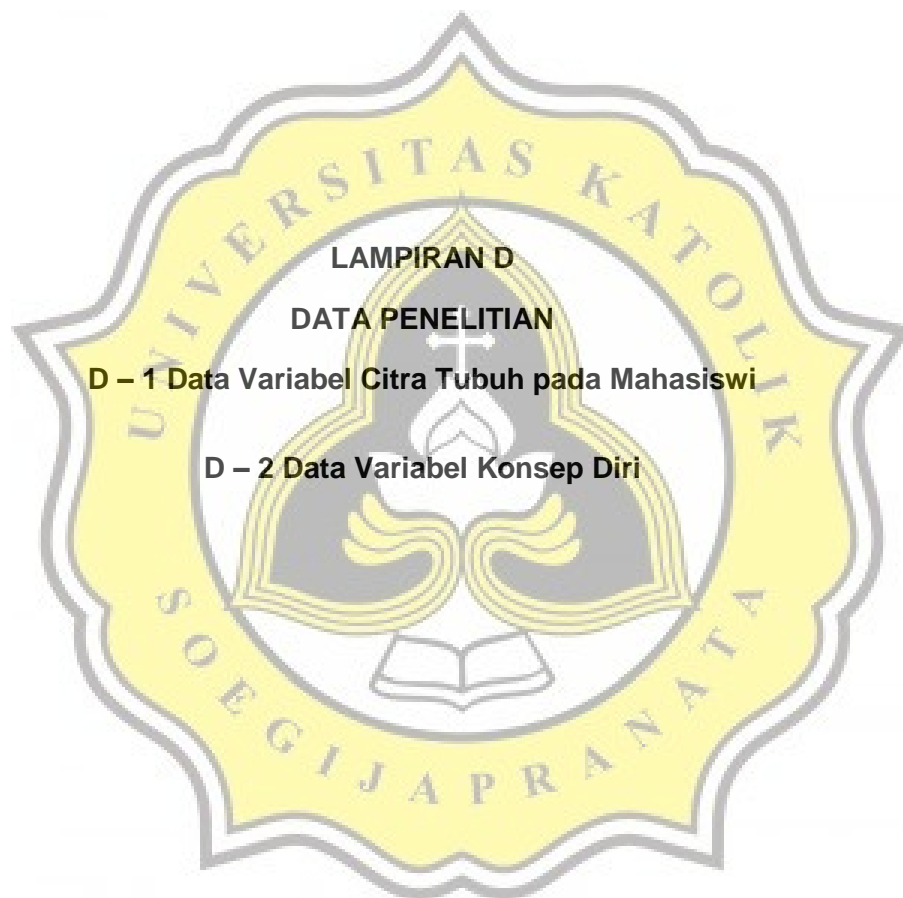 UNIVERSITAS KATOLIK
LAMPIRAN D
DATA PENELITIAN
D – 1 Data Variabel Citra Tubuh pada Mahasiswi
D – 2 Data Variabel Konsep Diri
SOEGIJAPRANATA